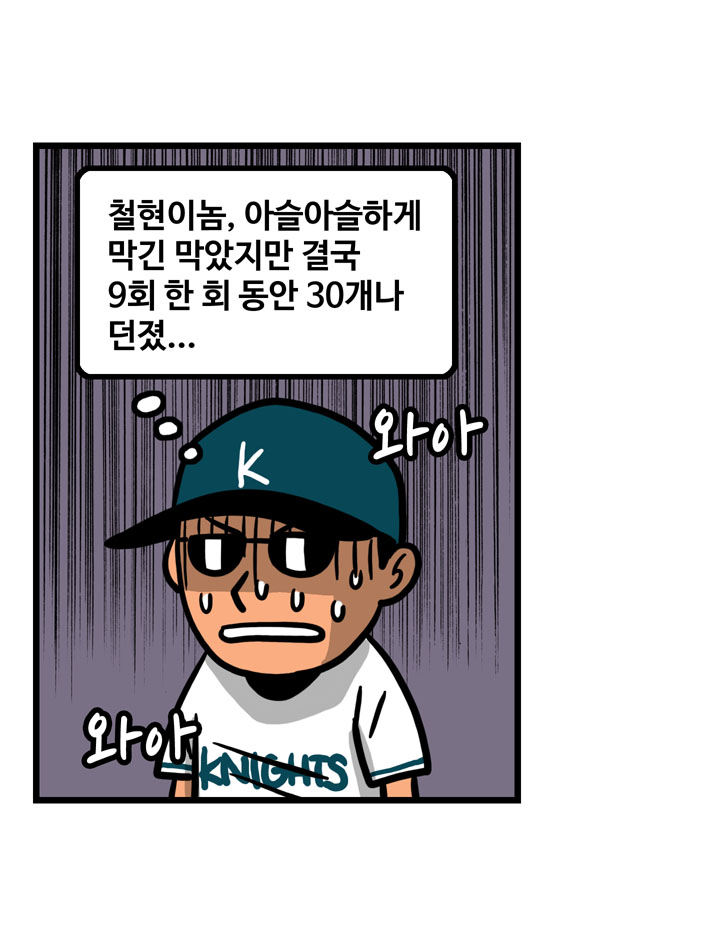 철현이놈, 아슬아슬하게
막긴 막았지만 결국
9회 한 회 동안 30개나
던졌...
K
와아
와아
KNIGHTS